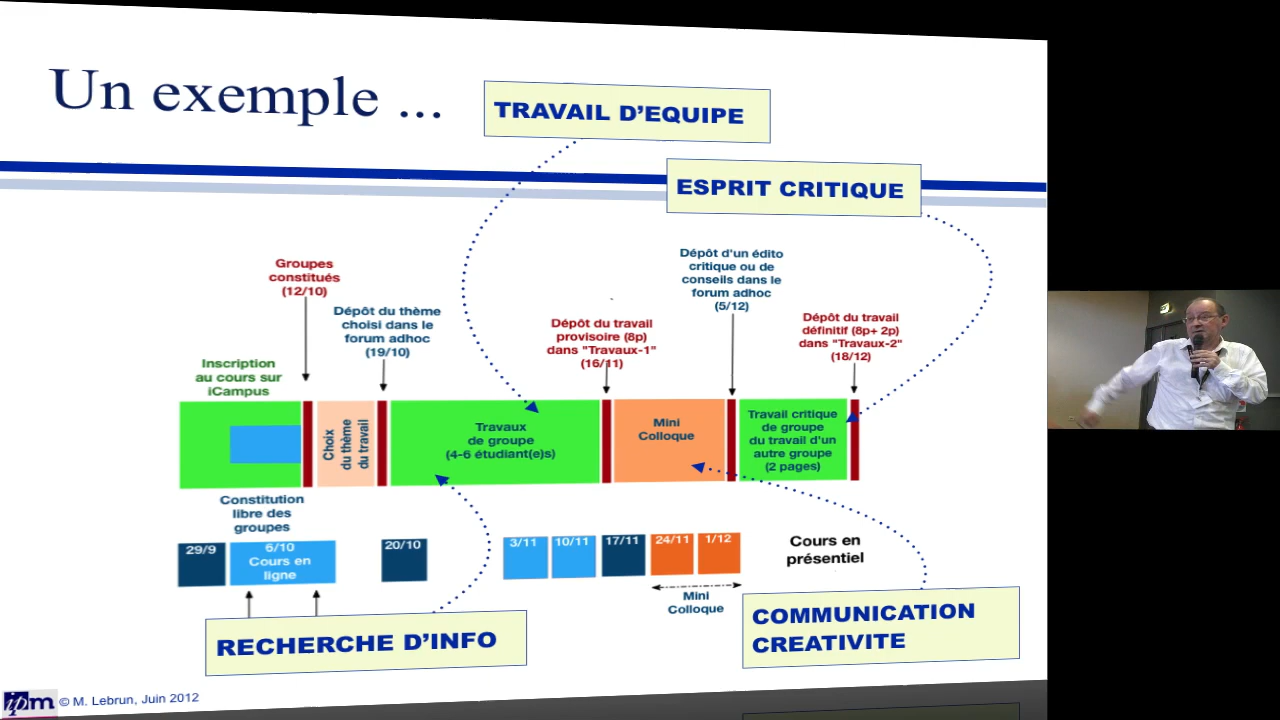 Un exemple ...
TRAVAIL D'EQUIPE
ESPRIT CRITIQUE
Groupes
constitués
(12/10)
Dépôt du thème
choisi dans le
forum adhoc
(19/10)
Dépôt du travail
provisoire (8p)
dans "Travaux-1"
(16/11)
Dépôt d'un édito
critique ou de
conseils dans le
forum adhoc
(5/12)
Dépôt du travail
définitif (8p+ 2p)
dans "Travaux-2"
(18/12)
Inscription
au cours sur
iCampus
Choix
du thème
du travail
Travaux
de groupe
(4-6 étudiant(e)s)
Mini
Colloque
Travail critique
de groupe
du travail d'un
autre groupe
(2 pages)
Constitution
libre des
groupes
29/9
6/10
Cours en
ligne
20/10
3/11
10/11
17/11
24/11
1/12
Cours en
présentiel
Mini
Colloque
RECHERCHE D'INFO
COMMUNICATION
CREATIVITE
ipm
© M. Lebrun, Juin 2012